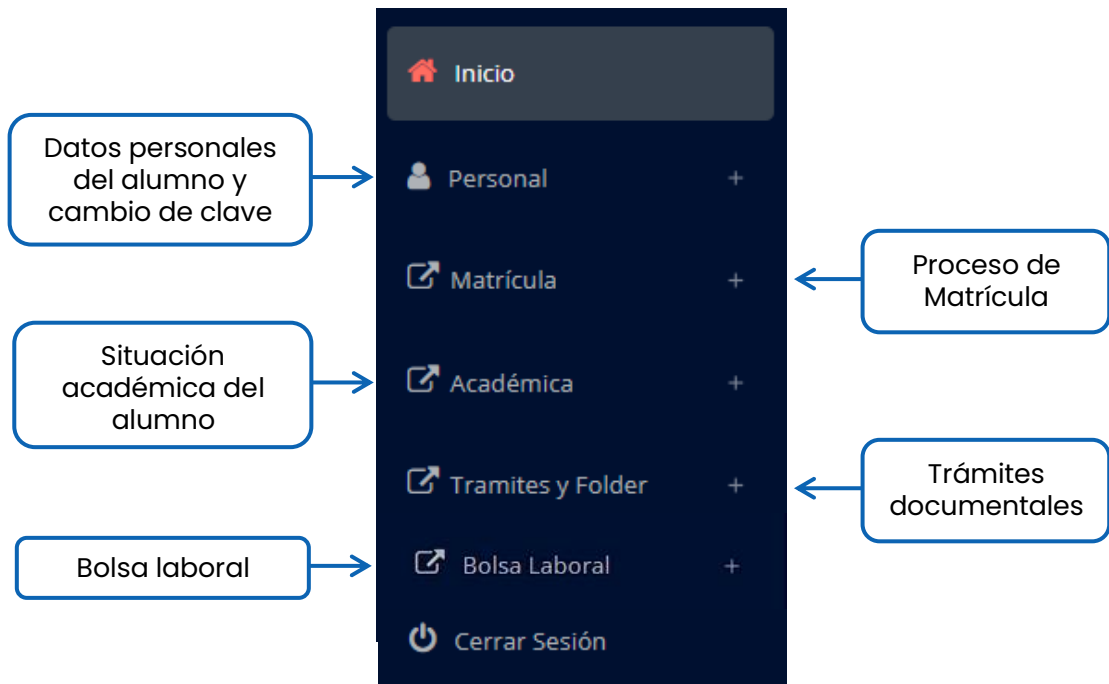 Inicio
Datos personales
del alumno y
cambio de clave
Personal +
Matrícula +
Proceso de
Matrícula
Situación
académica del
alumno
Académica +
Tramites y Folder +
Trámites
documentales
Bolsa laboral
Bolsa Laboral +
Cerrar Sesión